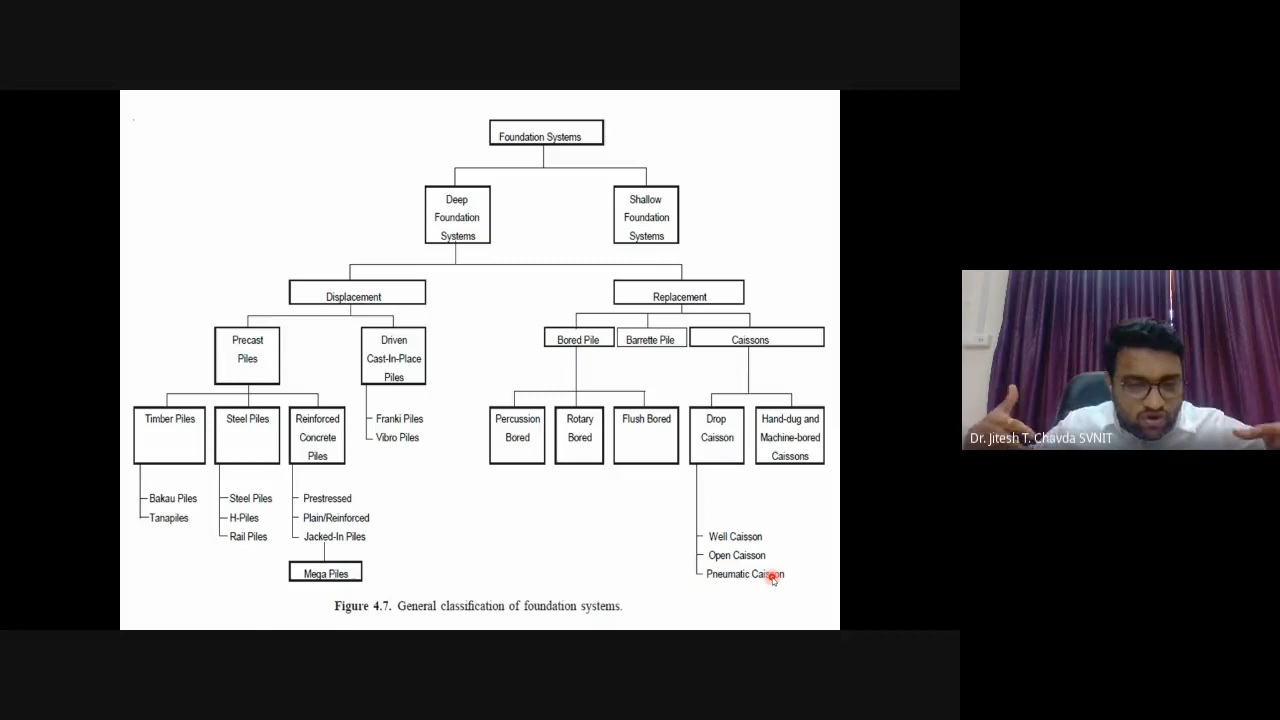 Foundation Systems
Deep
Foundation
Systems
Shallow
Foundation
Systems
Displacement
Replacement
Precast
Piles
Driven
Cast-In-Place
Piles
Bored Pile
Barrette Pile
Caissons
Timber Piles
Steel Piles
Reinforced
Concrete
Piles
Franki Piles
Vibro Piles
Percussion
Bored
Rotary
Bored
Flush Bored
Drop
Caisson
Hand-dug and
Machine-bored
Caissons
Bakau Piles
Tanapiles
Steel Piles
H-Piles
Rail Piles
Prestressed
Plain/Reinforced
Jacked-In Piles
Mega Piles
Well Caisson
Open Caisson
Pneumatic Caisson
Figure 4.7. General classification of foundation systems.
Dr. Jitesh T. Chavda SVNIT